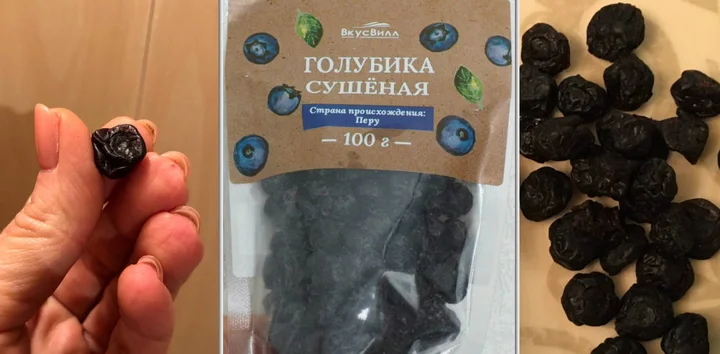 ВкусВилл
ГОЛУБИКА
СУШЁНАЯ
Страна происхождения:
Перу
— 100 г —